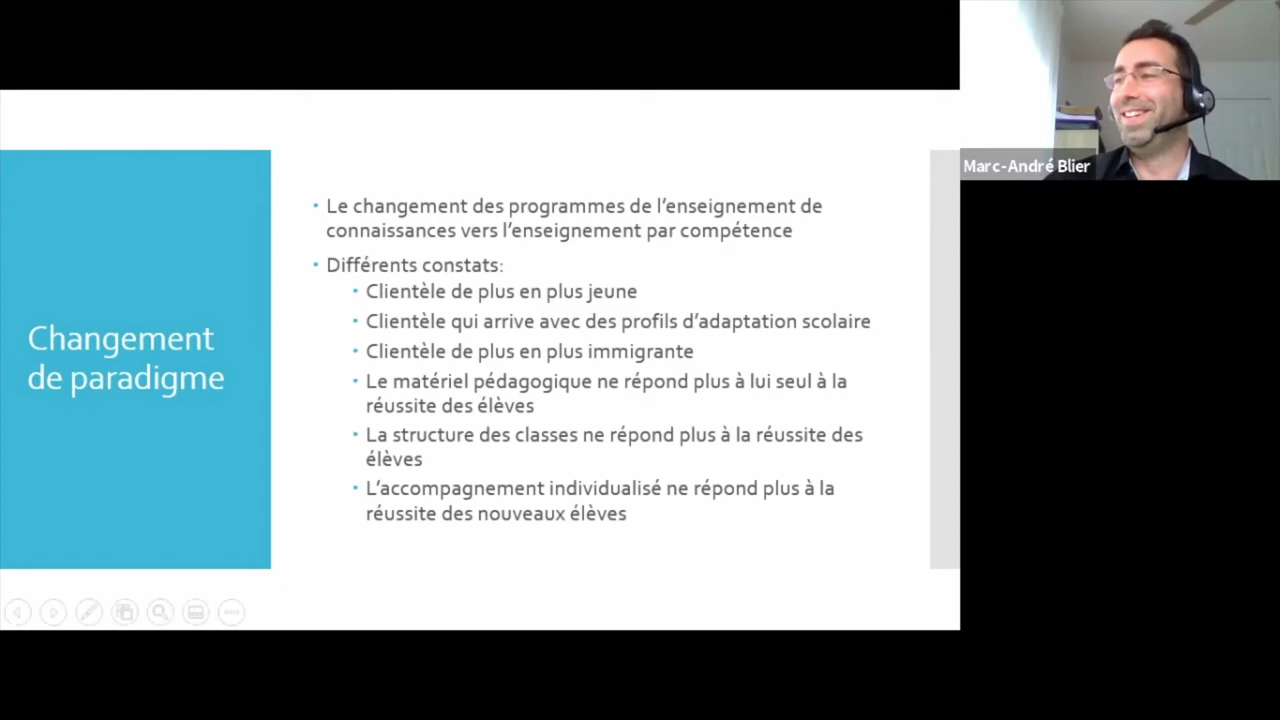 Marc-André Blier
Changement
de paradigme
• Le changement des programmes de l’enseignement de
connaissances vers l’enseignement par compétence
• Différents constats:
• Clientèle de plus en plus jeune
• Clientèle qui arrive avec des profils d’adaptation scolaire
• Clientèle de plus en plus immigrante
• Le matériel pédagogique ne répond plus à lui seul à la
réussite des élèves
• La structure des classes ne répond plus à la réussite des
élèves
• L’accompagnement individualisé ne répond plus à la
réussite des nouveaux élèves